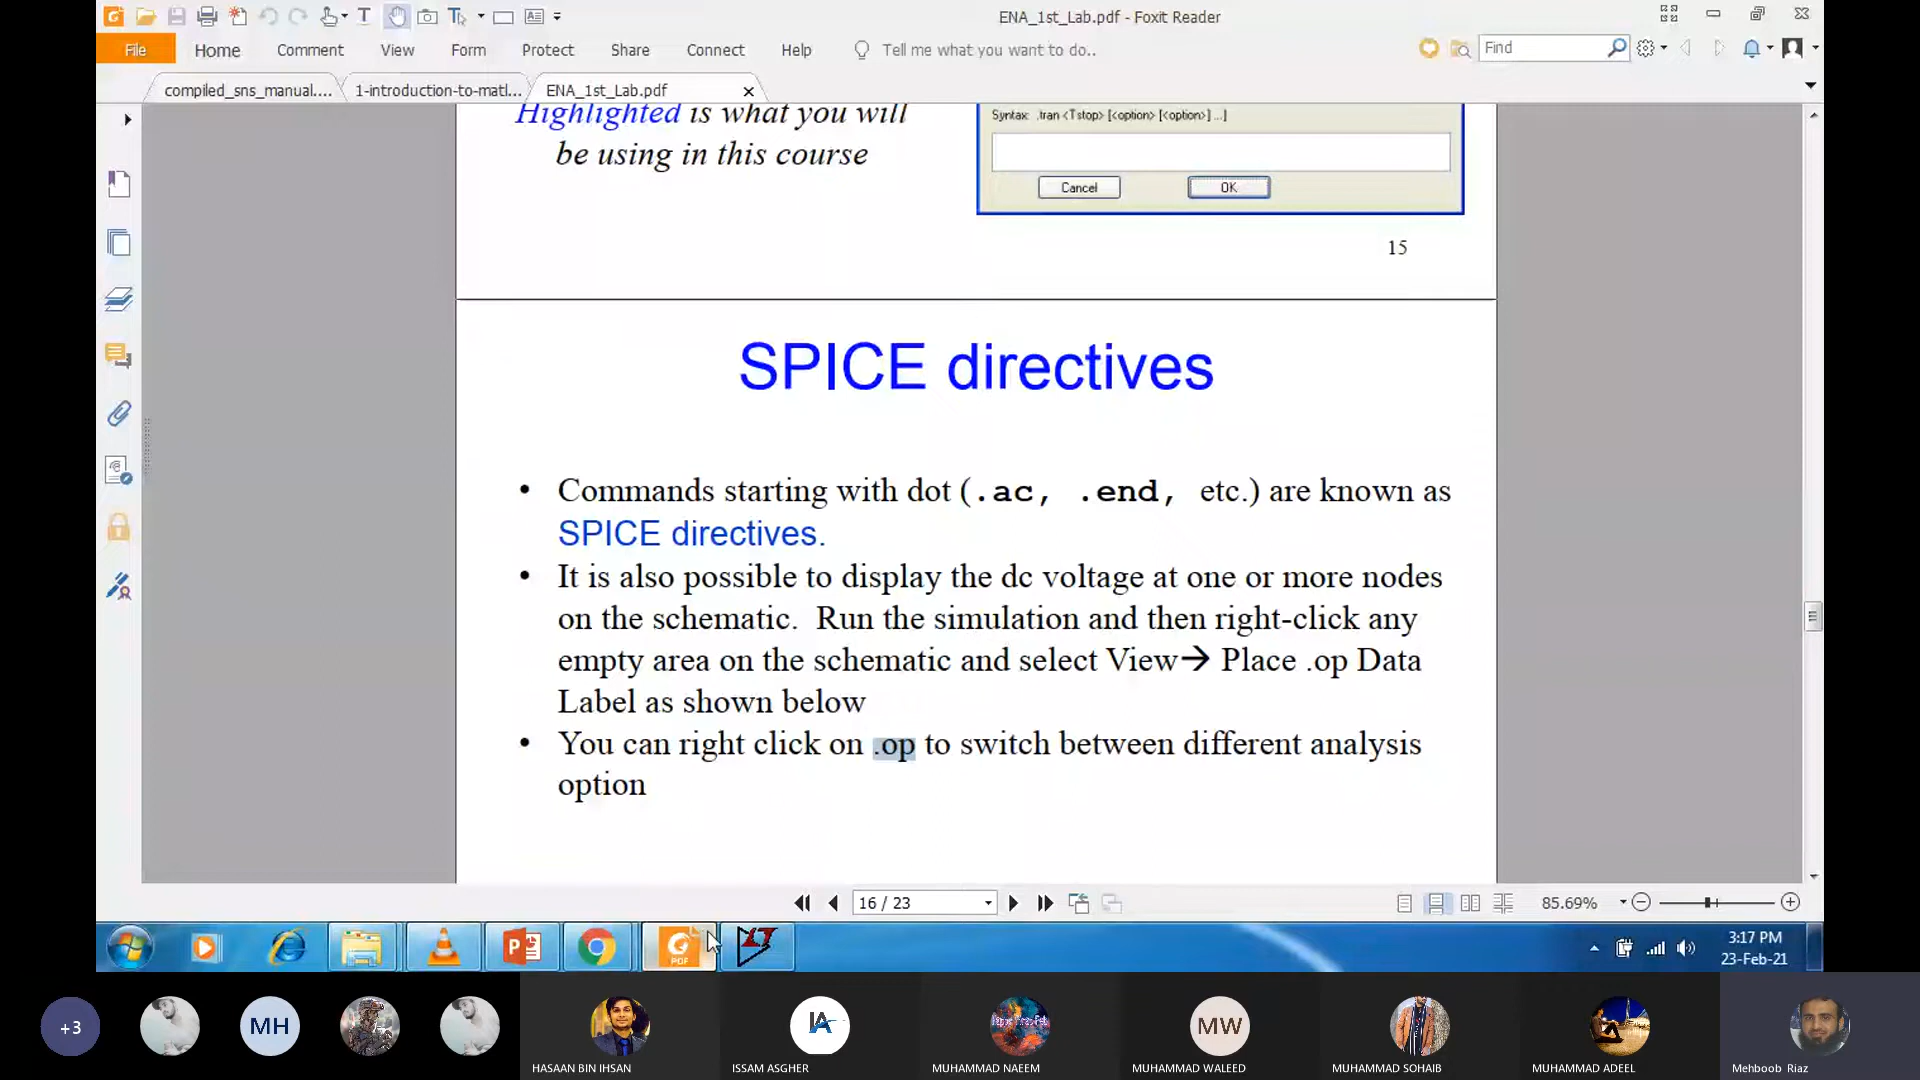 ENA_1st_Lab.pdf - Foxit Reader
File Home Comment View Form Protect Share Connect Help Tell me what you want to do.. Find
compiled_sns_manual.... 1-introduction-to-matl... ENA_1st_Lab.pdf
Highlighted is what you will
be using in this course
Syntax: .tran <Tstop> [<option> [<option>] ...]
Cancel OK
15
SPICE directives
• Commands starting with dot (.ac, .end, etc.) are known as
SPICE directives.
• It is also possible to display the dc voltage at one or more nodes
on the schematic. Run the simulation and then right-click any
empty area on the schematic and select View→ Place .op Data
Label as shown below
• You can right click on .op to switch between different analysis
option
16 / 23
85.69%
3:17 PM
23-Feb-21
+3
MH
IA
MW
HASAAN BIN IHSAN
ISSAM ASGHER
MUHAMMAD NAEEM
MUHAMMAD WALEED
MUHAMMAD SOHAIB
MUHAMMAD ADEEL
Mehboob Riaz